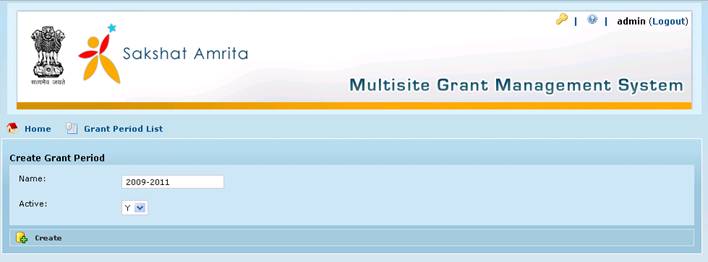 admin (Logout)
सत्यमेव जयते
Sakshat Amrita
Multisite Grant Management System
Home
Grant Period List
Create Grant Period
Name: 2009-2011
Active: Y
Create